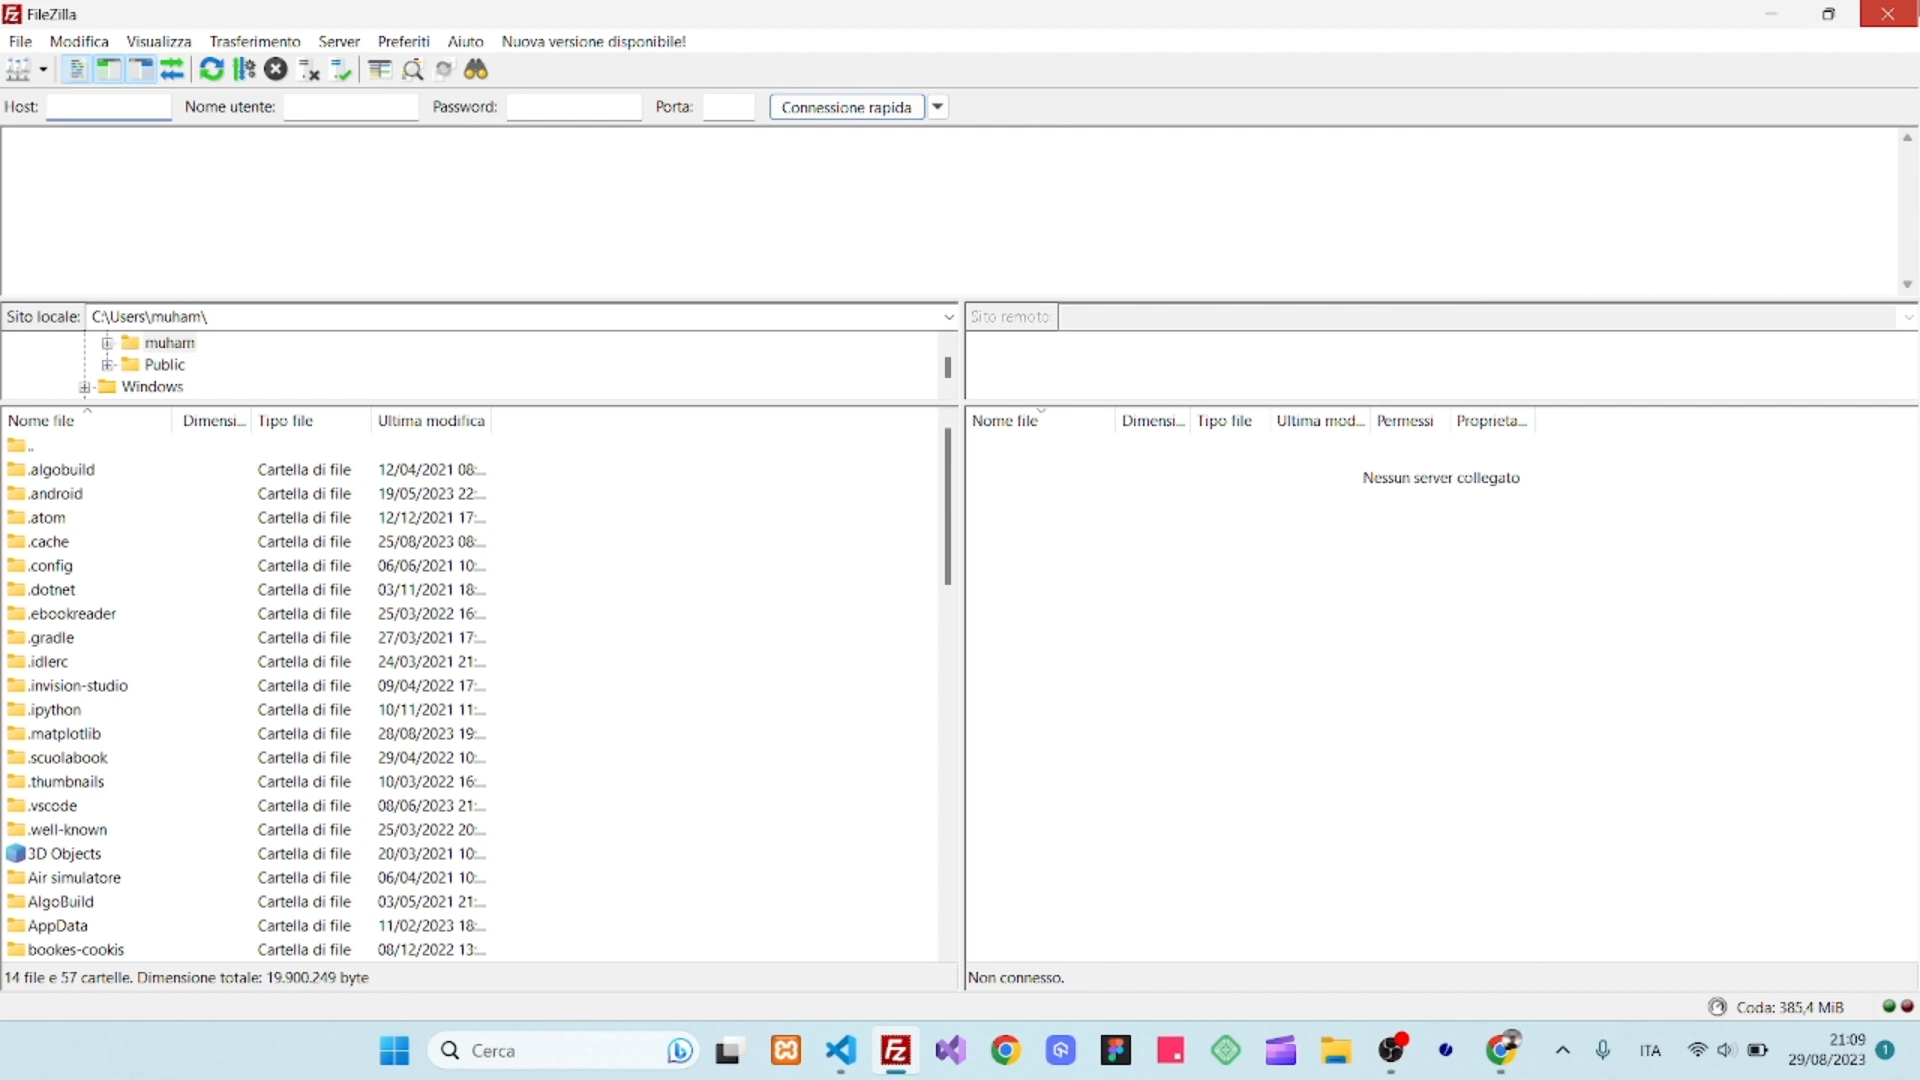 FileZilla
File Modifica Visualizza Trasferimento Server Preferiti Aiuto Nuova versione disponibile!
Host: Nome utente: Password: Porta: Connessione rapida
Sito locale: C:\Users\muham\
Sito remoto:
muham
Public
Windows
Nome file Dimensi... Tipo file Ultima modifica
..
.algobuild Cartella di file 12/04/2021 08:...
.android Cartella di file 19/05/2023 22:...
.atom Cartella di file 12/12/2021 17:...
.cache Cartella di file 25/08/2023 08:...
.config Cartella di file 06/06/2021 10:...
.dotnet Cartella di file 03/11/2021 18:...
.ebookreader Cartella di file 25/03/2022 16:...
.gradle Cartella di file 27/03/2021 17:...
.idlerc Cartella di file 24/03/2021 21:...
.invision-studio Cartella di file 09/04/2022 17:...
.ipython Cartella di file 10/11/2021 11:...
.matplotlib Cartella di file 28/08/2023 19:...
.scuolabook Cartella di file 29/04/2022 10:...
.thumbnails Cartella di file 10/03/2022 16:...
.vscode Cartella di file 08/06/2023 21:...
.well-known Cartella di file 25/03/2022 20:...
3D Objects Cartella di file 20/03/2021 10:...
Air simulatore Cartella di file 06/04/2021 10:...
AlgoBuild Cartella di file 03/05/2021 21:...
AppData Cartella di file 11/02/2023 18:...
bookes-cookis Cartella di file 08/12/2022 13:...
14 file e 57 cartelle. Dimensione totale: 19.900.249 byte
Nome file Dimensi... Tipo file Ultima mod... Permessi Proprieta...
Nessun server collegato
Non connesso.
Coda: 385,4 MiB
Cerca
ITA
21:09
29/08/2023
1